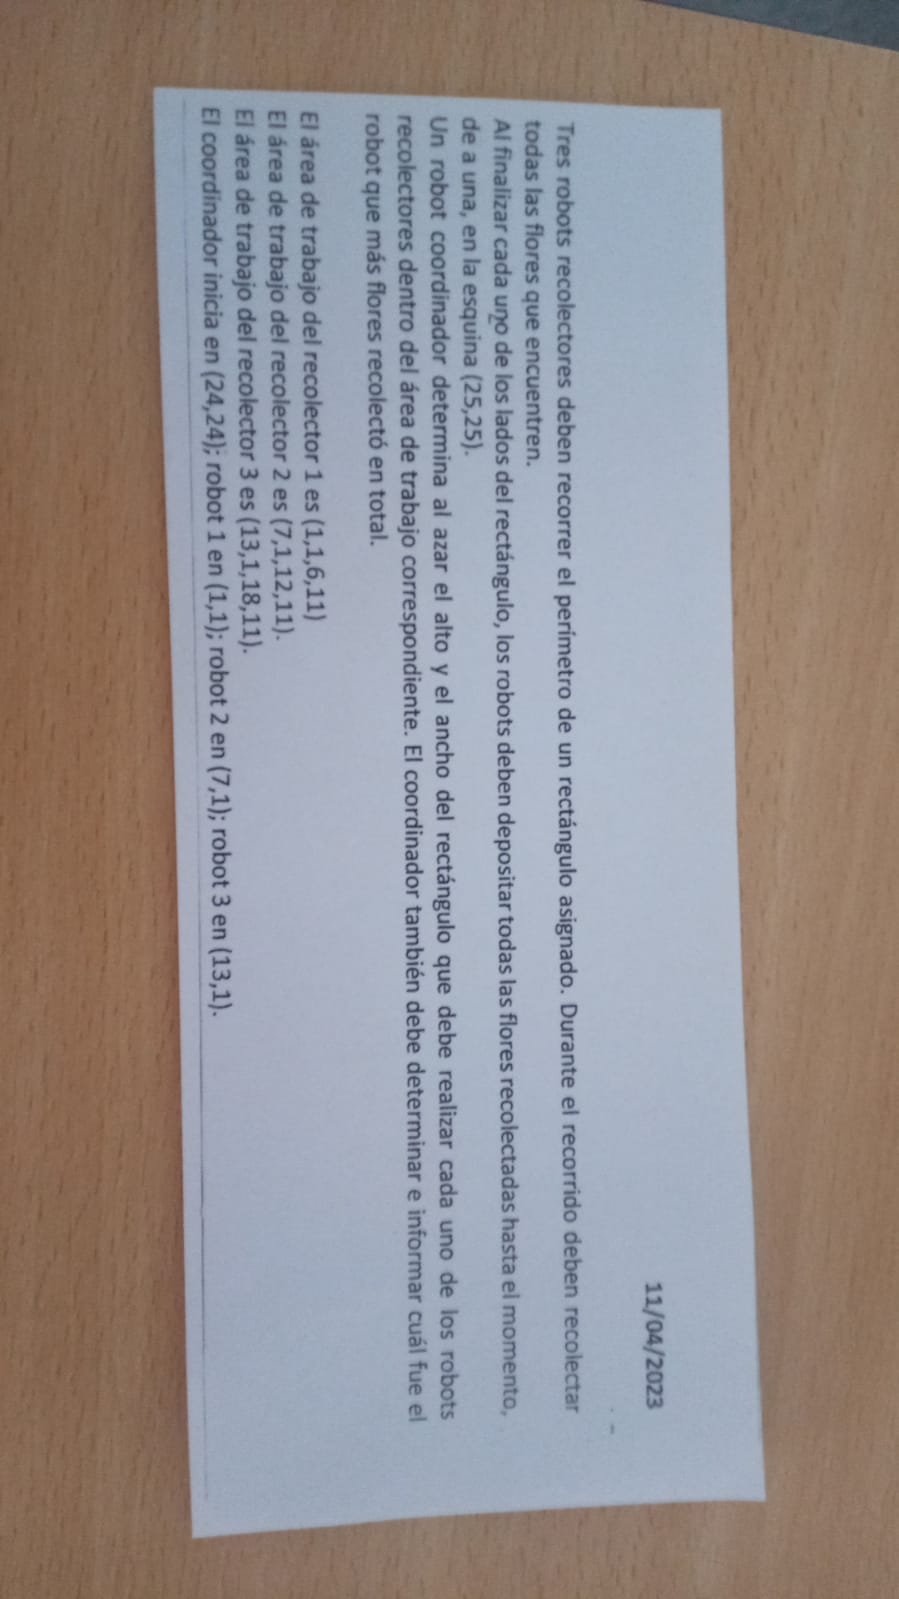 11/04/2023
Tres robots recolectores deben recorrer el perímetro de un rectángulo asignado. Durante el recorrido deben recolectar
todas las flores que encuentren.
Al finalizar cada uno de los lados del rectángulo, los robots deben depositar todas las flores recolectadas hasta el momento,
de a una, en la esquina (25,25).
Un robot coordinador determina al azar el alto y el ancho del rectángulo que debe realizar cada uno de los robots
recolectores dentro del área de trabajo correspondiente. El coordinador también debe determinar e informar cuál fue el
robot que más flores recolectó en total.
El área de trabajo del recolector 1 es (1,1,6,11)
El área de trabajo del recolector 2 es (7,1,12,11).
El área de trabajo del recolector 3 es (13,1,18,11).
El coordinador inicia en (24,24); robot 1 en (1,1); robot 2 en (7,1); robot 3 en (13,1).